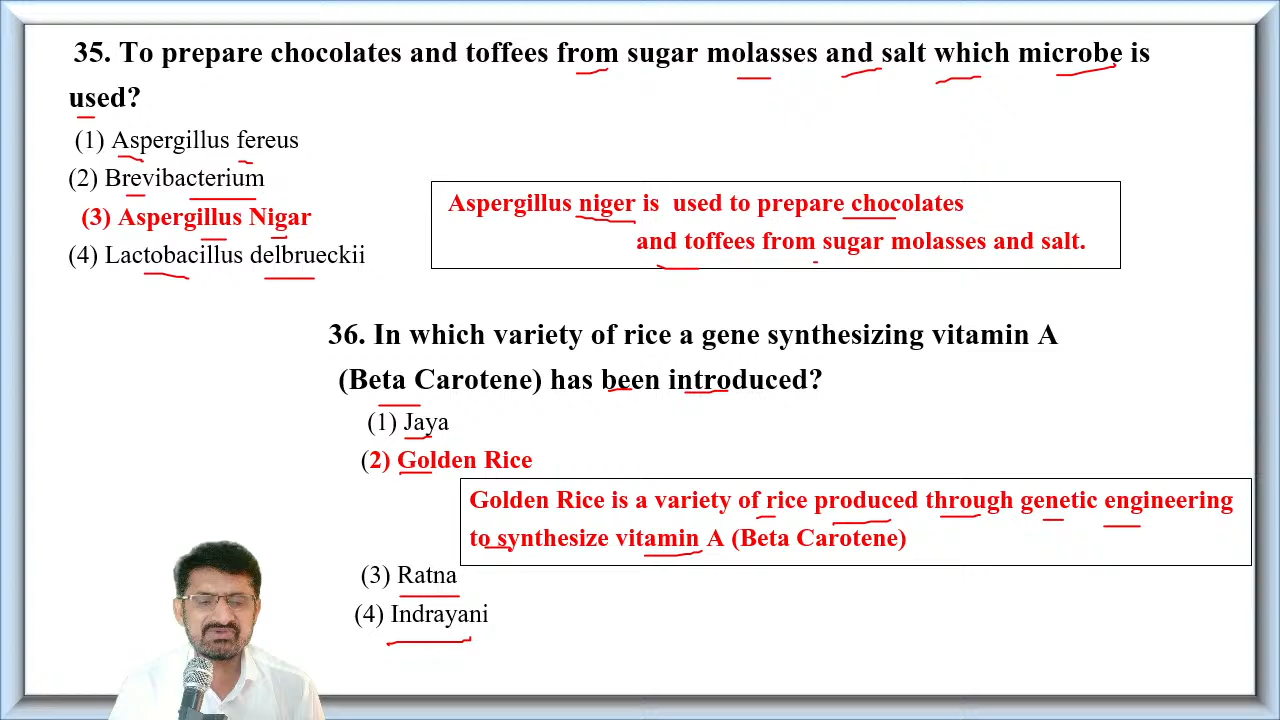 35. To prepare chocolates and toffees from sugar molasses and salt which microbe is
used?
(1) Aspergillus fereus
(2) Brevibacterium
(3) Aspergillus Nigar
(4) Lactobacillus delbrueckii
Aspergillus niger is used to prepare chocolates
and toffees from sugar molasses and salt.
36. In which variety of rice a gene synthesizing vitamin A
(Beta Carotene) has been introduced?
(1) Jaya
(2) Golden Rice
Golden Rice is a variety of rice produced through genetic engineering
to synthesize vitamin A (Beta Carotene)
(3) Ratna
(4) Indrayani